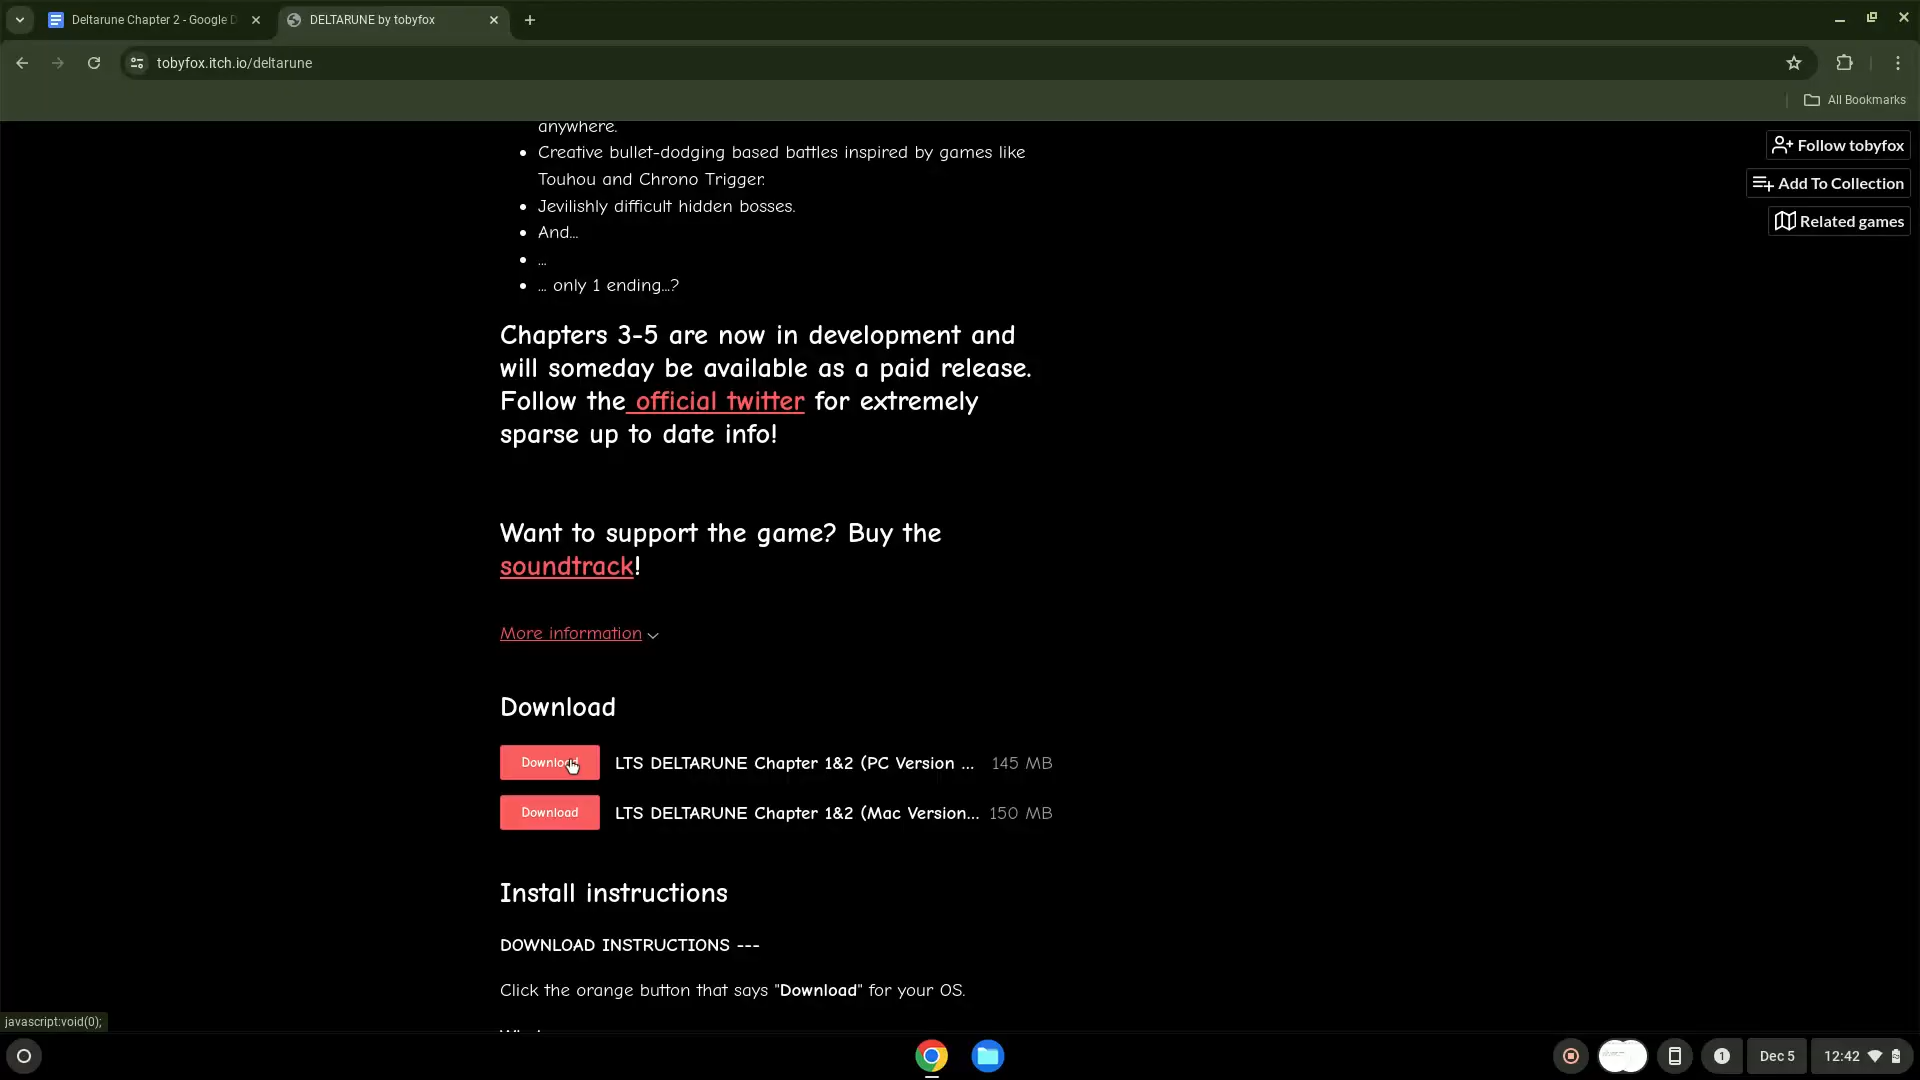 Deltarune Chapter 2 - Google D
DELTARUNE by tobyfox
tobyfox.itch.io/deltarune
All Bookmarks
anywhere.
Creative bullet-dodging based battles inspired by games like
Touhou and Chrono Trigger.
Jevilishly difficult hidden bosses.
And...
...
... only 1 ending...?
Follow tobyfox
Add To Collection
Related games
Chapters 3-5 are now in development and
will someday be available as a paid release.
Follow the official twitter for extremely
sparse up to date info!
Want to support the game? Buy the
soundtrack!
More information
Download
Download LTS DELTARUNE Chapter 1&2 (PC Version ... 145 MB
Download LTS DELTARUNE Chapter 1&2 (Mac Version... 150 MB
Install instructions
DOWNLOAD INSTRUCTIONS ---
Click the orange button that says "Download" for your OS.
javascript:void(0);
1
Dec 5
12:42